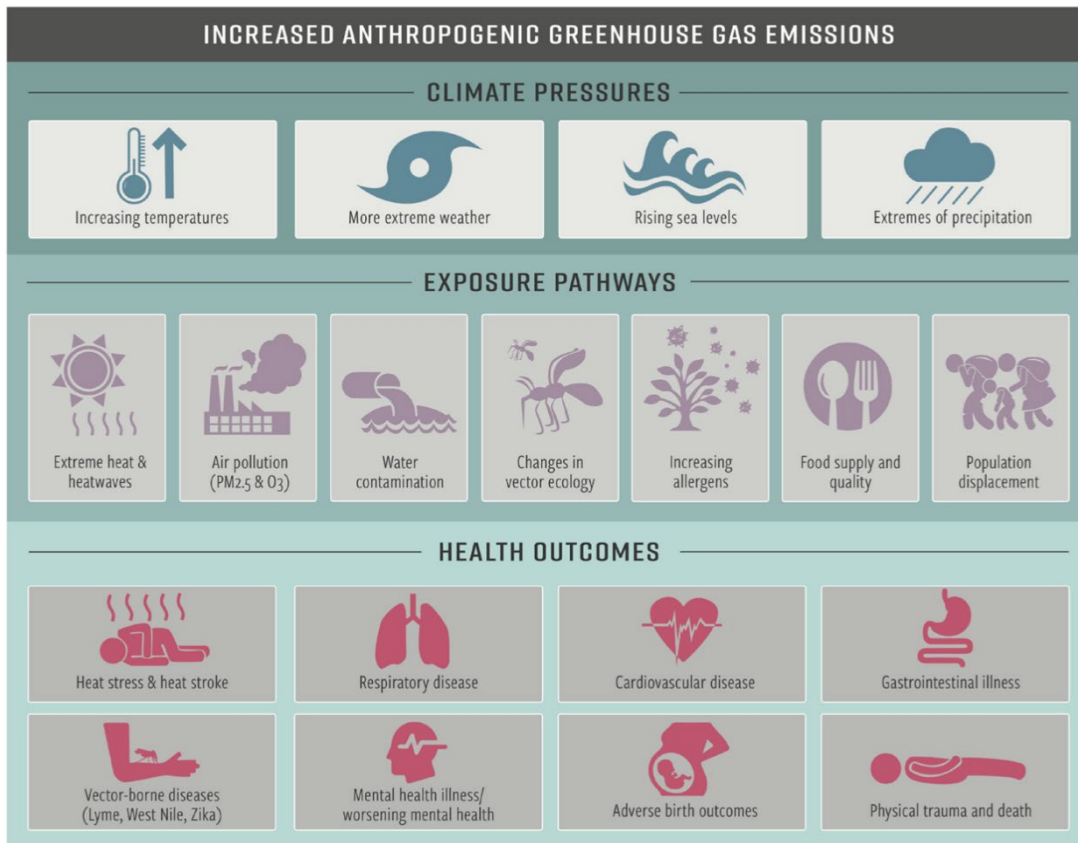 INCREASED ANTHROPOGENIC GREENHOUSE GAS EMISSIONS
CLIMATE PRESSURES
Increasing temperatures
More extreme weather
Rising sea levels
Extremes of precipitation
EXPOSURE PATHWAYS
Extreme heat &
heatwaves
Air pollution
(PM2.5 & O3)
Water
contamination
Changes in
vector ecology
Increasing
allergens
Food supply and
quality
Population
displacement
HEALTH OUTCOMES
Heat stress & heat stroke
Respiratory disease
Cardiovascular disease
Gastrointestinal illness
Vector-borne diseases
(Lyme, West Nile, Zika)
Mental health illness/
worsening mental health
Adverse birth outcomes
Physical trauma and death